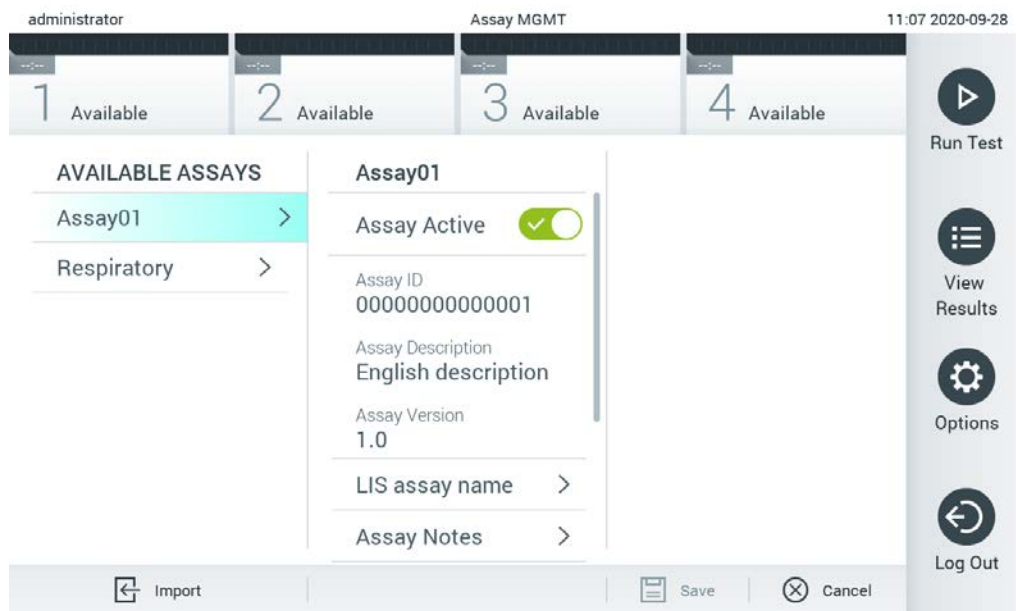 administrator
Assay MGMT
11:07 2020-09-28
--:--
1 Available
--:--
2 Available
--:--
3 Available
--:--
4 Available
AVAILABLE ASSAYS
Assay01
Respiratory
Assay01
Assay Active
Assay ID
00000000000001
Assay Description
English description
Assay Version
1.0
LIS assay name
Assay Notes
Run Test
View
Results
Options
Log Out
Import
Save
Cancel